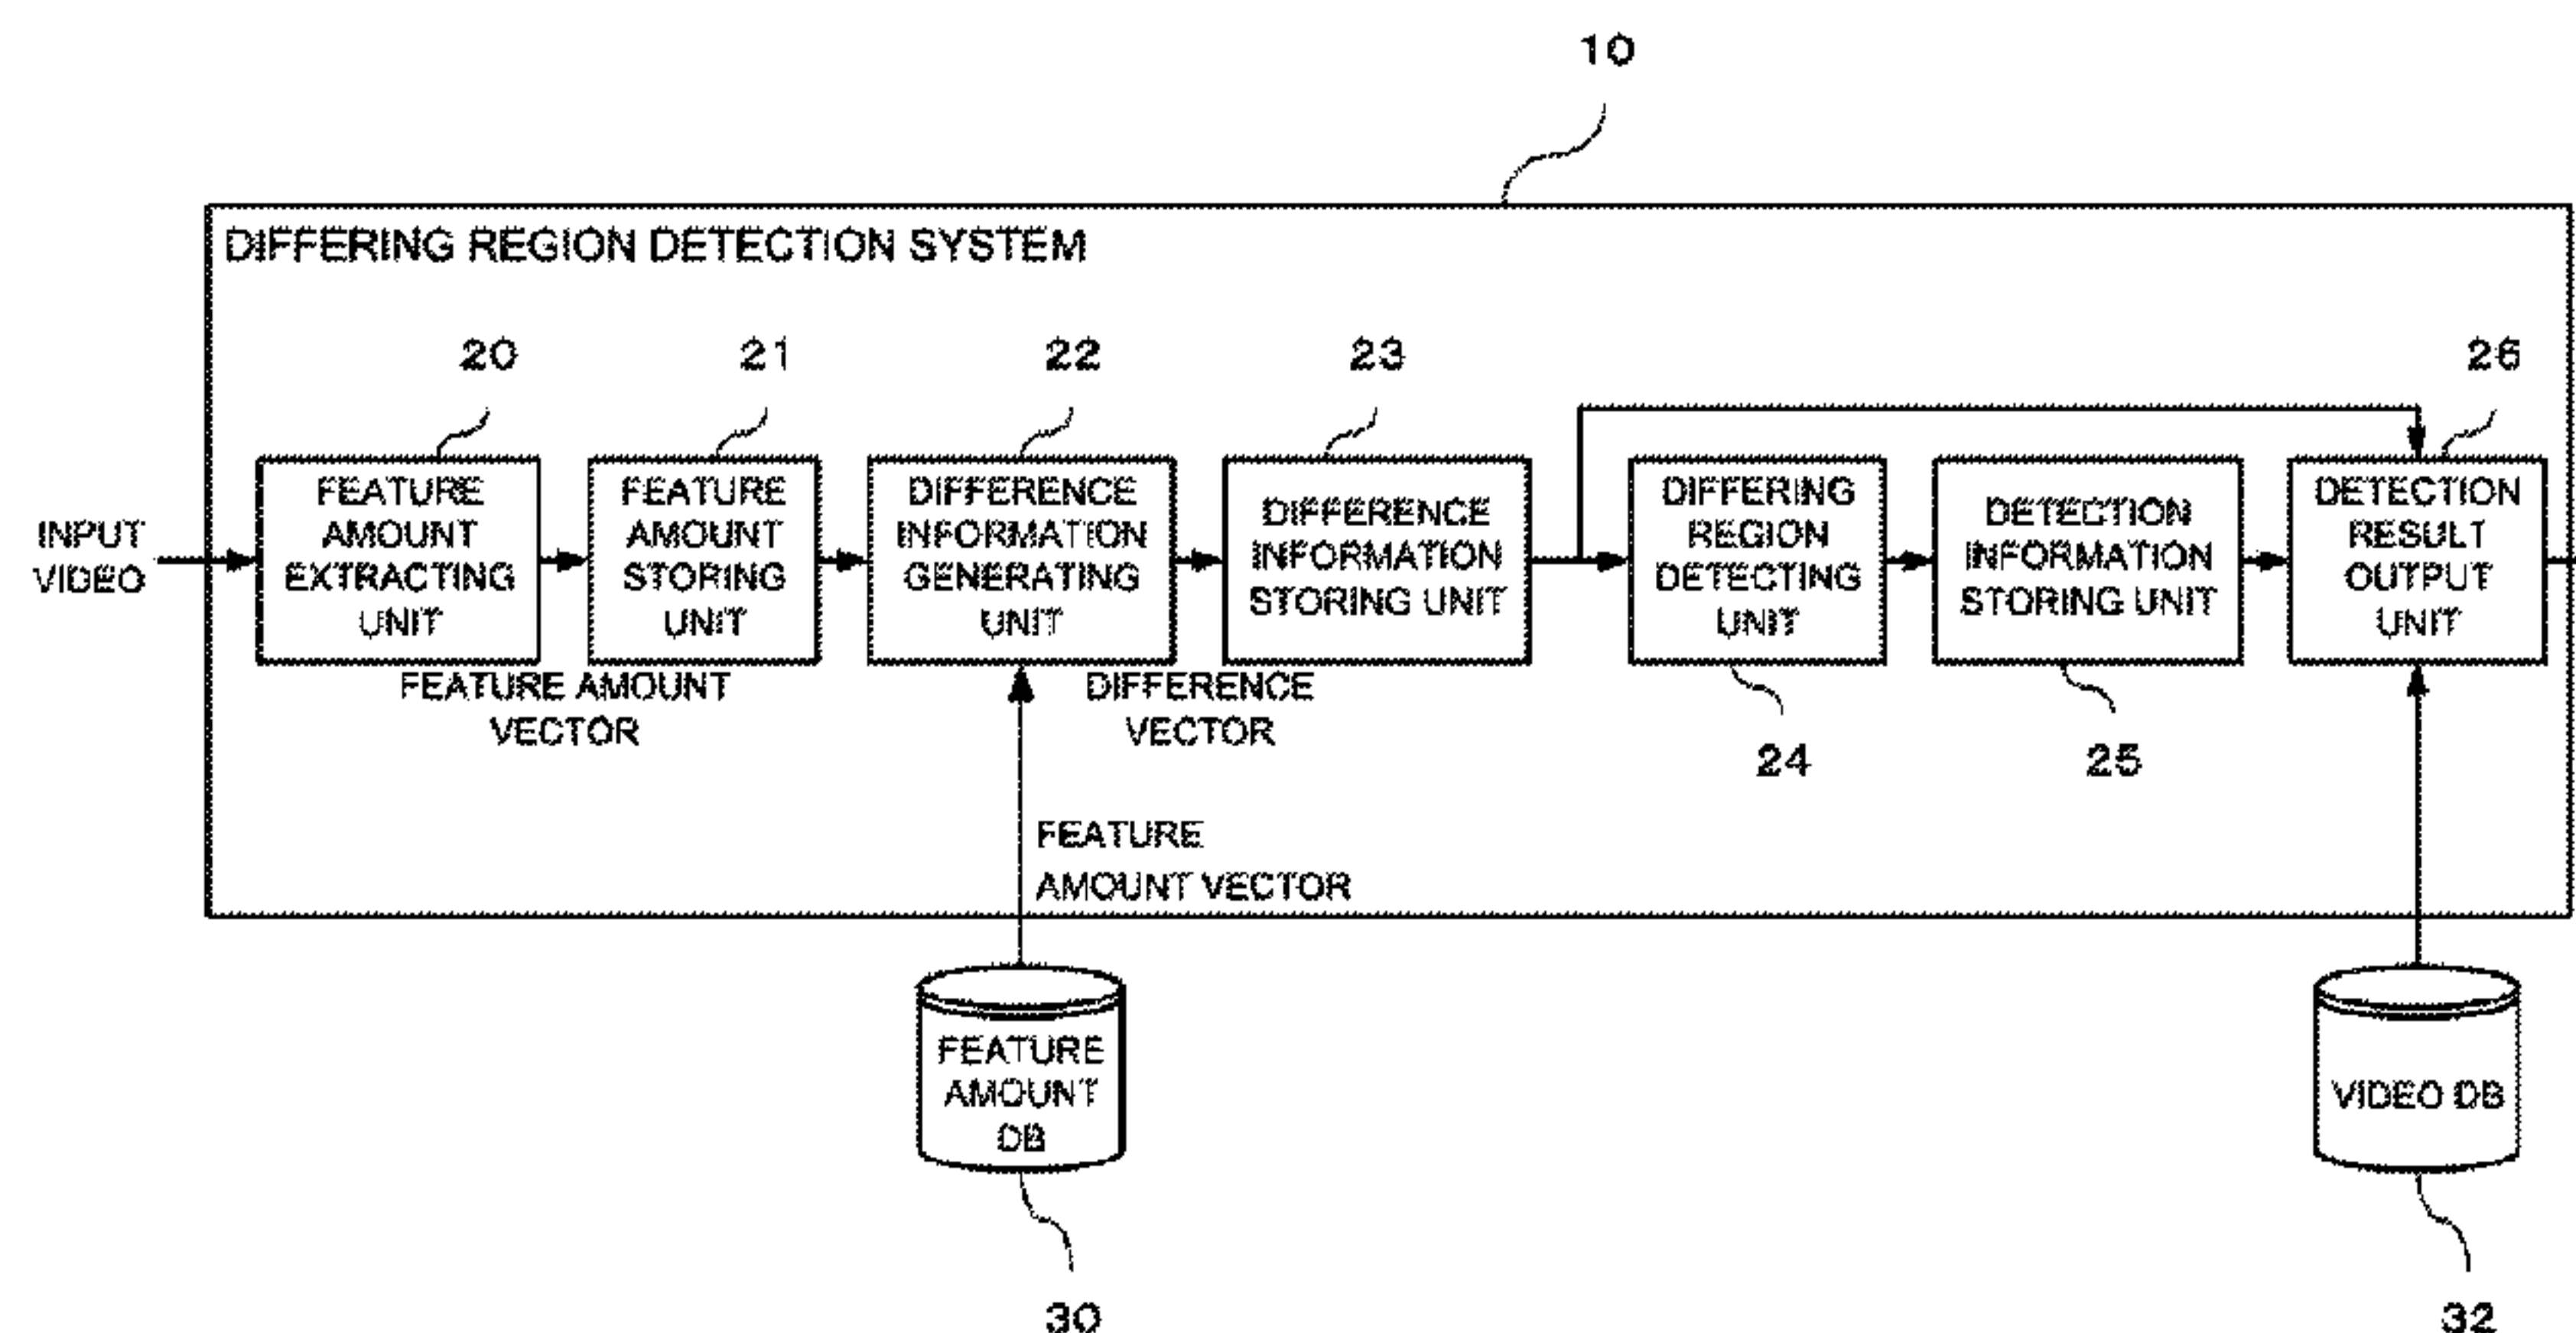 10
DIFFERING REGION DETECTION SYSTEM
20
21
22
23
26
INPUT
VIDEO
FEATURE
AMOUNT
EXTRACTING
UNIT
FEATURE
AMOUNT
STORING
UNIT
DIFFERENCE
INFORMATION
GENERATING
UNIT
DIFFERENCE
INFORMATION
STORING UNIT
DIFFERING
REGION
DETECTING
UNIT
DETECTION
INFORMATION
STORING UNIT
DETECTION
RESULT
OUTPUT
UNIT
FEATURE AMOUNT
VECTOR
DIFFERENCE
VECTOR
24
25
FEATURE
AMOUNT VECTOR
FEATURE
AMOUNT
DB
VIDEO DB
30
32